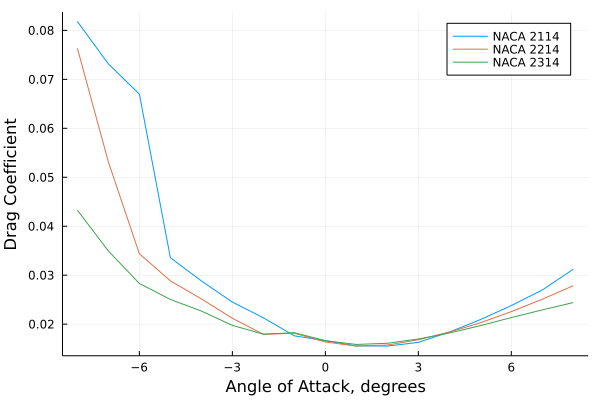 0.08
0.07
0.06
0.05
0.04
0.03
0.02
Drag Coefficient
NACA 2114
NACA 2214
NACA 2314
−6 −3 0 3 6
Angle of Attack, degrees